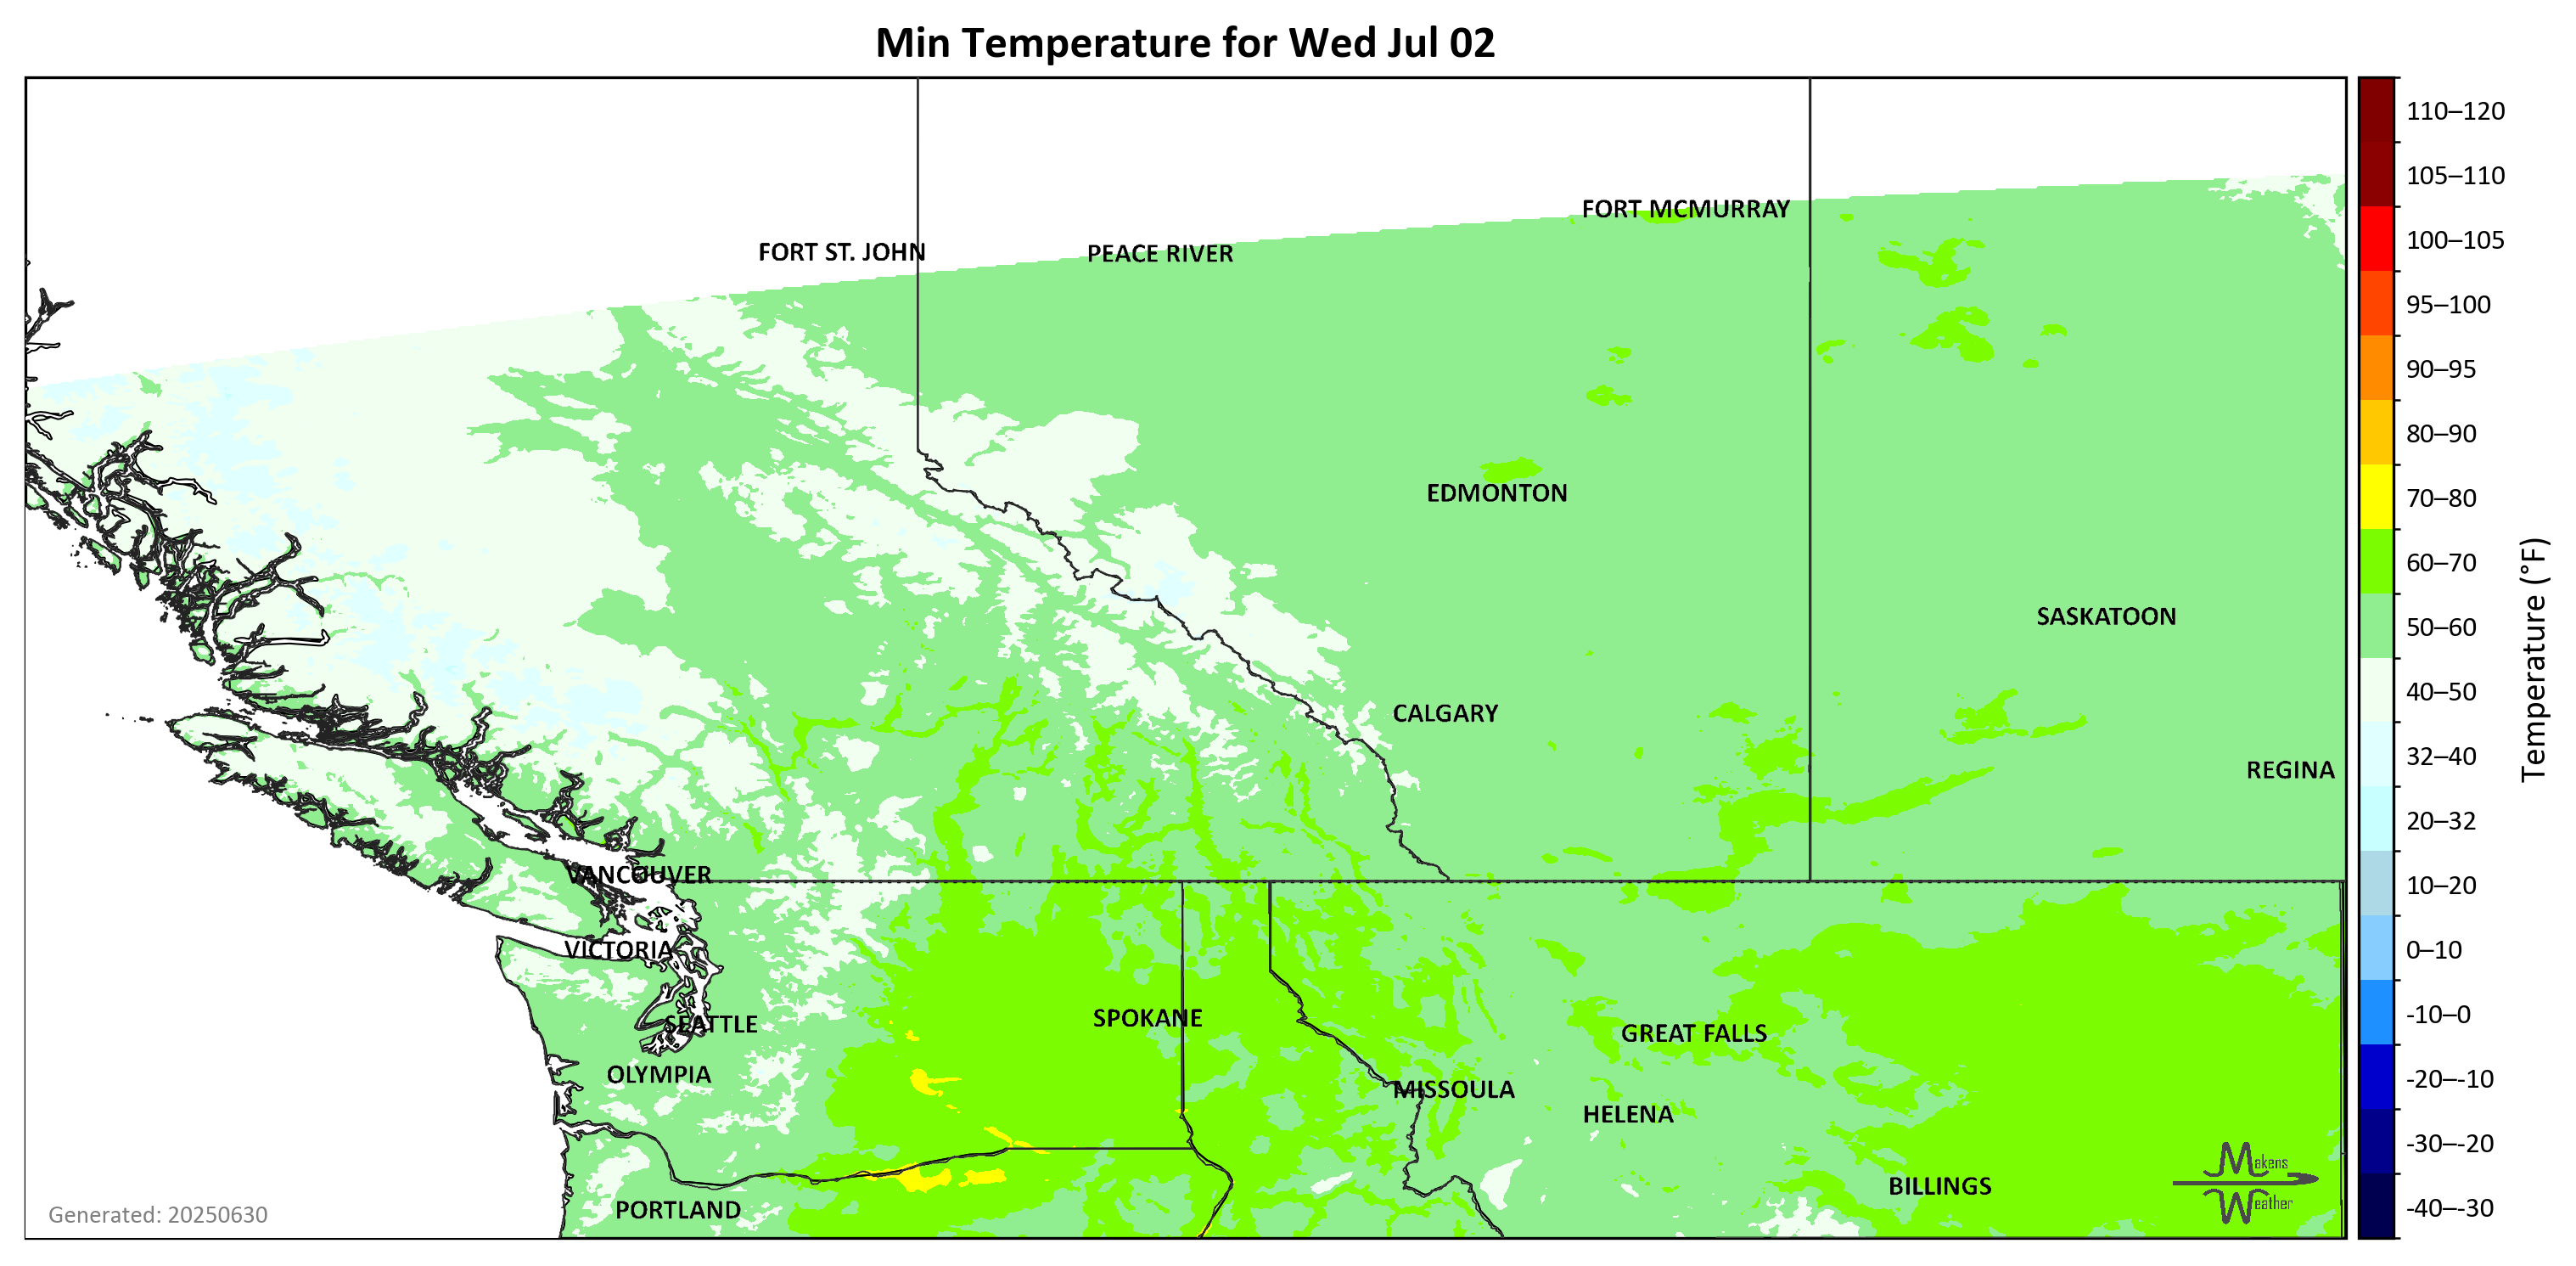 Min Temperature for Wed Jul 02
110–120
105–110
100–105
95–100
90–95
80–90
70–80
60–70
50–60
40–50
32–40
20–32
10–20
0–10
-10–0
-20–-10
-30–-20
-40–-30
Temperature (°F)
FORT MCMURRAY
FORT ST. JOHN
PEACE RIVER
EDMONTON
SASKATOON
CALGARY
REGINA
VANCOUVER
VICTORIA
SEATTLE
SPOKANE
GREAT FALLS
OLYMPIA
MISSOULA
HELENA
BILLINGS
PORTLAND
Makens
Weather
Generated: 20250630